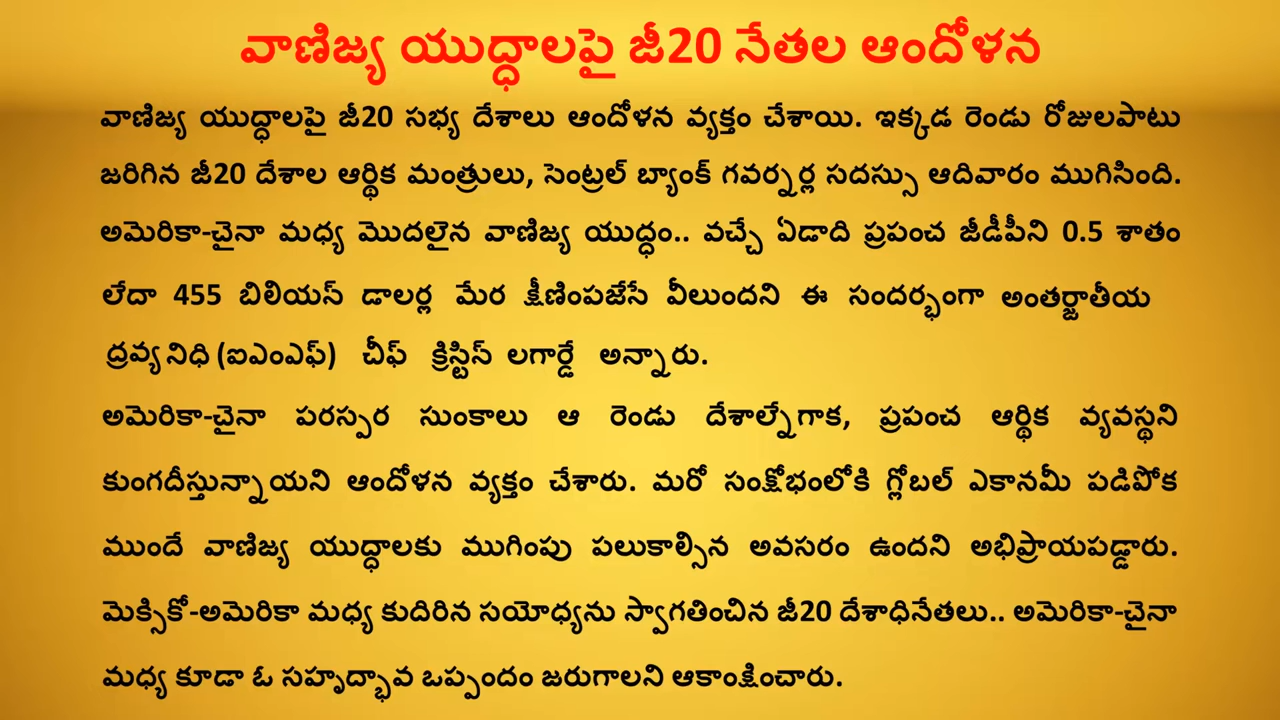 వాణిజ్య యుద్ధాలపై జీ20 నేతల ఆందోళన
వాణిజ్య యుద్ధాలపై జీ20 సభ్య దేశాలు ఆందోళన వ్యక్తం చేశాయి. ఇక్కడ రెండు రోజులపాటు
జరిగిన జీ20 దేశాల ఆర్థిక మంత్రులు, సెంట్రల్ బ్యాంక్ గవర్నర్ల సదస్సు ఆదివారం ముగిసింది.
అమెరికా-చైనా మధ్య మొదలైన వాణిజ్య యుద్ధం.. వచ్చే ఏడాది ప్రపంచ జీడీపీని 0.5 శాతం
లేదా 455 బిలియన్ డాలర్ల మేర క్షీణింపజేసే వీలుందని ఈ సందర్భంగా అంతర్జాతీయ
ద్రవ్యనిధి (ఐఎంఎఫ్) చీఫ్ క్రిస్టిన్ లగార్డే అన్నారు.
అమెరికా-చైనా పరస్పర సుంకాలు ఆ రెండు దేశాల్నేగాక, ప్రపంచ ఆర్థిక వ్యవస్థని
కుంగదీస్తున్నాయని ఆందోళన వ్యక్తం చేశారు. మరో సంక్షోభంలోకి గ్లోబల్ ఎకానమీ పడిపోక
ముందే వాణిజ్య యుద్ధాలకు ముగింపు పలుకాల్సిన అవసరం ఉందని అభిప్రాయపడ్డారు.
మెక్సికో-అమెరికా మధ్య కుదిరిన సయోధ్యను స్వాగతించిన జీ20 దేశాధినేతలు.. అమెరికా-చైనా
మధ్య కూడా ఓ సహృద్భావ ఒప్పందం జరుగాలని ఆకాంక్షించారు.